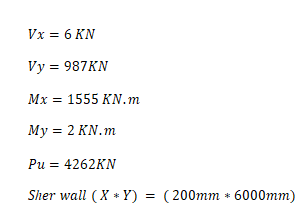 Vx = 6 KN
Vy = 987KN
Mx = 1555 KN.m
My = 2 KN.m
Pu = 4262KN
Sher wall ( X * Y) = ( 200mm * 6000mm)